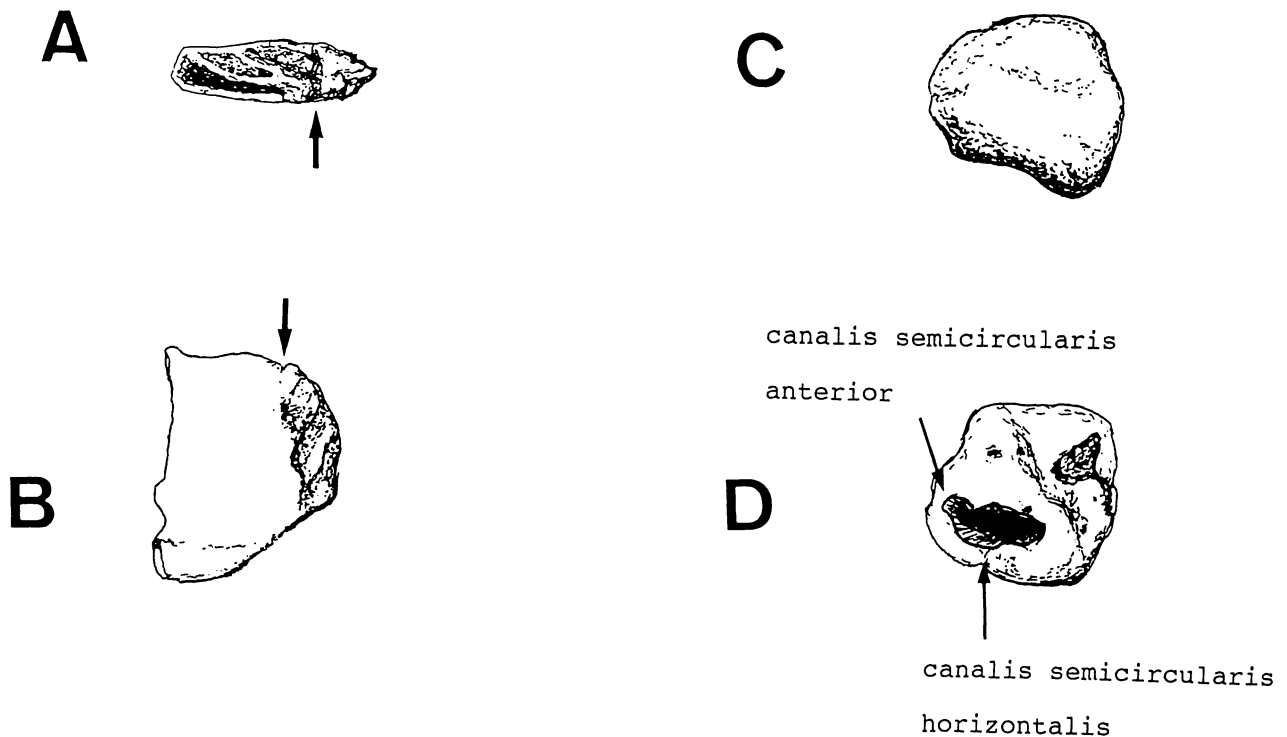 A
C
B
canalis semicircularis
anterior
D
canalis semicircularis
horizontalis